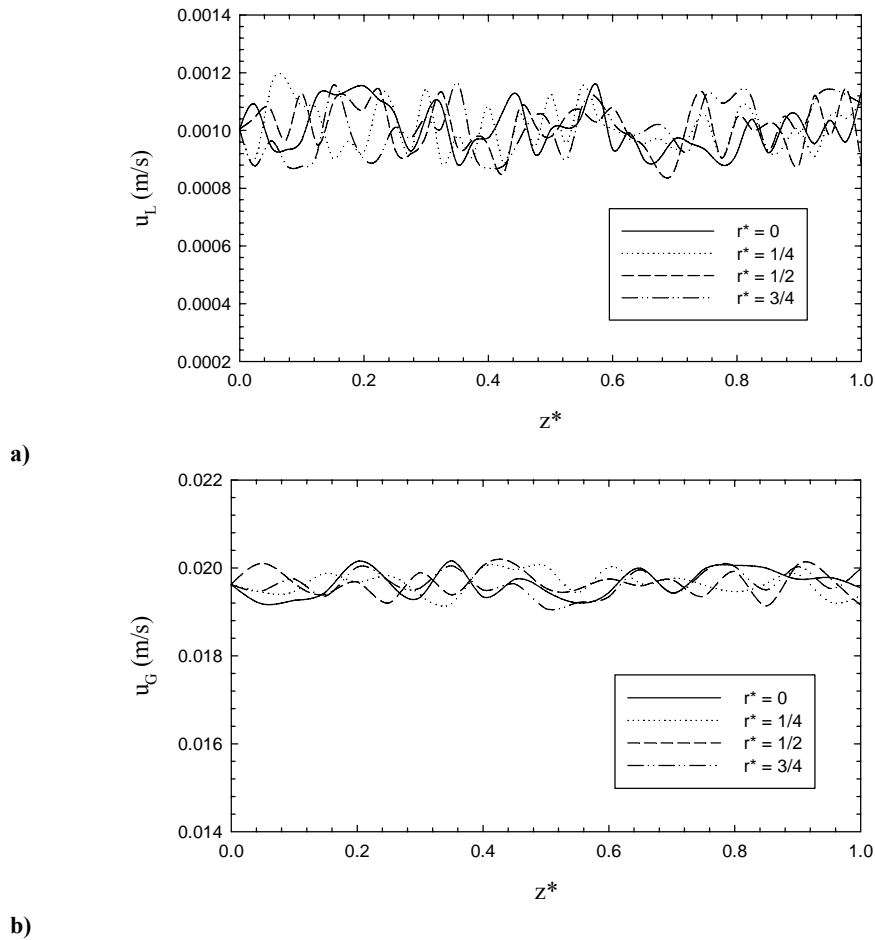 0.0014
0.0012
0.0010
0.0008
0.0006
0.0004
0.0002
u_L (m/s)
r* = 0
r* = 1/4
r* = 1/2
r* = 3/4
0.0 0.2 0.4 0.6 0.8 1.0
z*
a)
0.022
0.020
0.018
0.016
0.014
u_G (m/s)
r* = 0
r* = 1/4
r* = 1/2
r* = 3/4
0.0 0.2 0.4 0.6 0.8 1.0
z*
b)